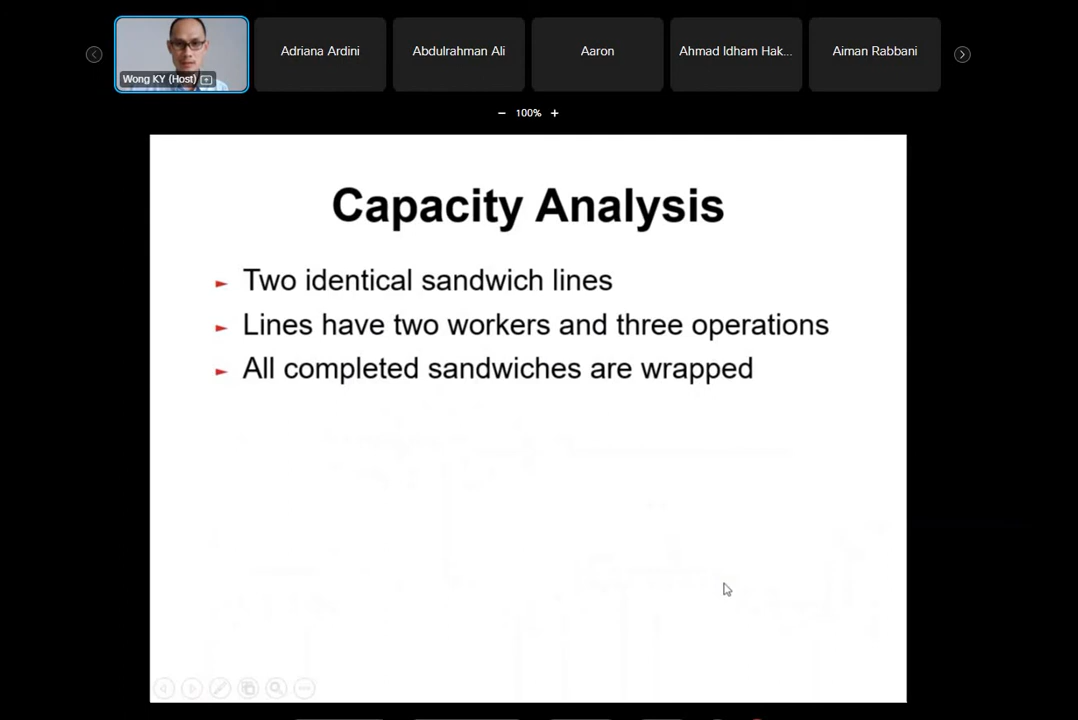 Wong KY (Host)
Adriana Ardini
Abdulrahman Ali
Aaron
Ahmad Idham Hak...
Aiman Rabbani
− 100% +
Capacity Analysis
► Two identical sandwich lines
► Lines have two workers and three operations
► All completed sandwiches are wrapped